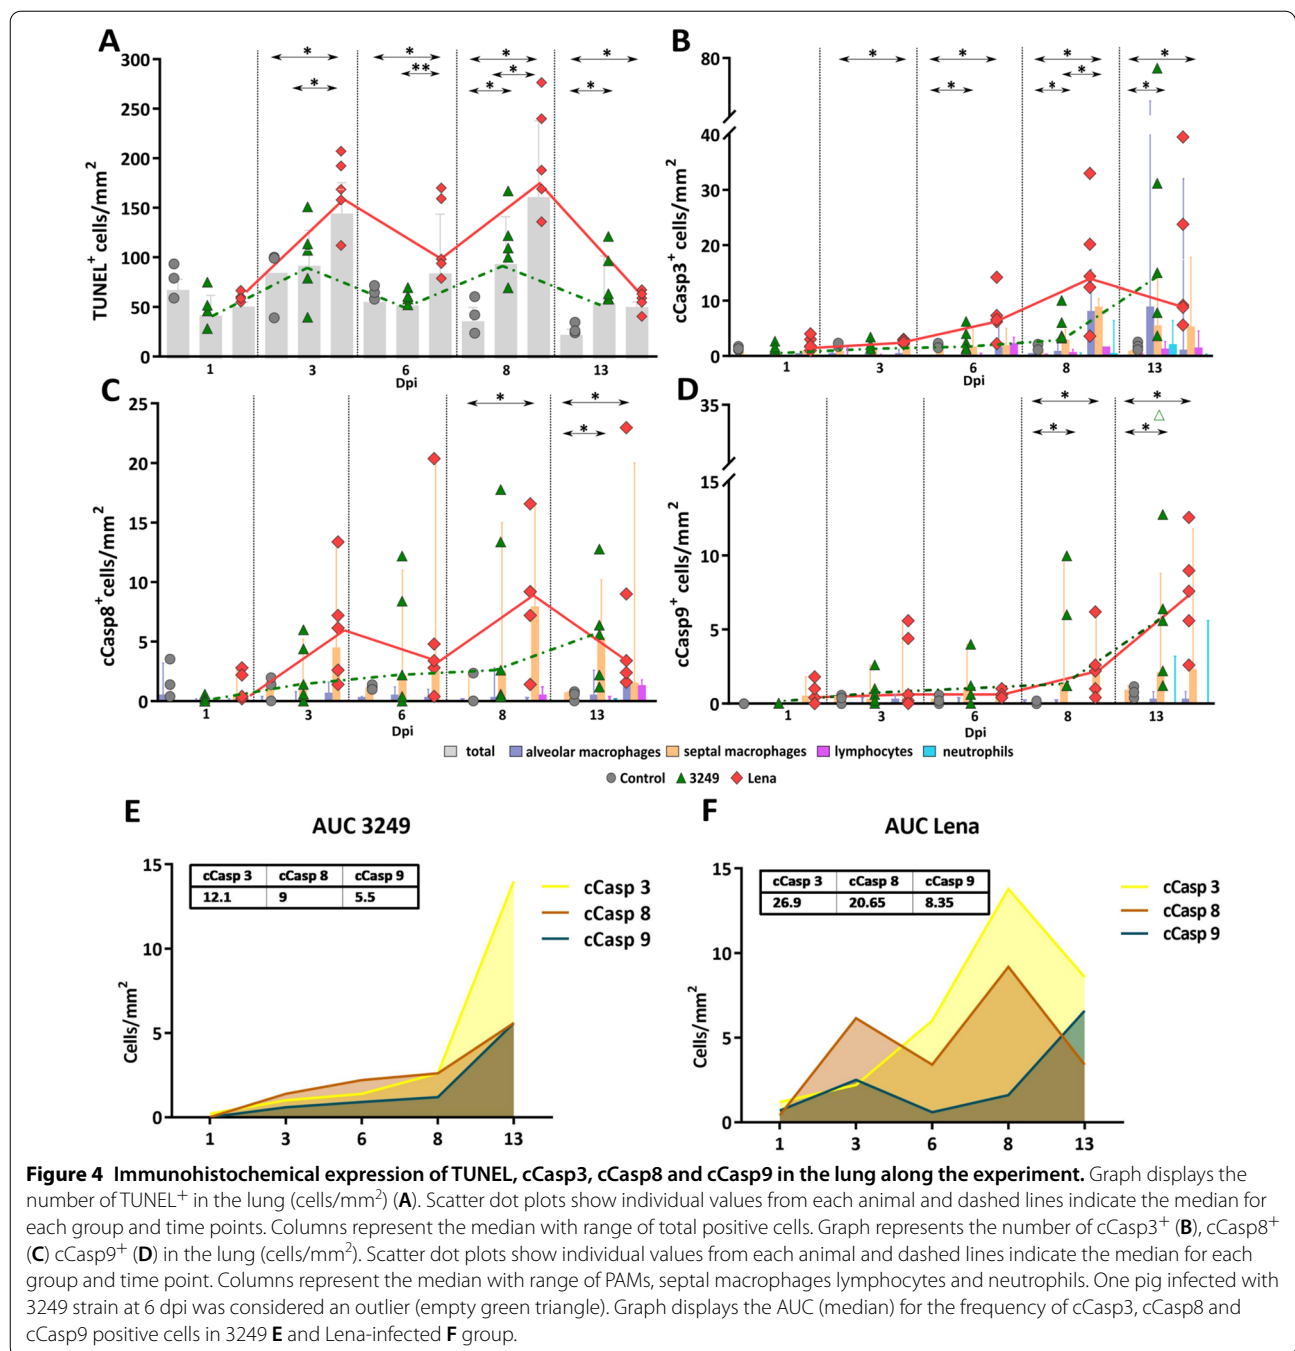 A
B
300
250
200
150
100
50
0
TUNEL+ cells/mm2
* * * *
* ** * *
*
1 3 6 8 13
Dpi
80
40
30
20
10
0
cCasp3+ cells/mm2
* * * *
* * * *
1 3 6 8 13
Dpi
C
D
25
20
15
10
5
0
cCasp8+cells/mm2
* *
*
1 3 6 8 13
Dpi
35
15
10
5
0
cCasp9+ cells/mm2
* *
* *
1 3 6 8 13
Dpi
total alveolar macrophages septal macrophages lymphocytes neutrophils
Control 3249 Lena
E
AUC 3249
cCasp 3 cCasp 8 cCasp 9
12.1 9 5.5
cCasp 3
cCasp 8
cCasp 9
15
10
5
0
Cells/mm2
1 3 6 8 13
F
AUC Lena
cCasp 3 cCasp 8 cCasp 9
26.9 20.65 8.35
cCasp 3
cCasp 8
cCasp 9
15
10
5
0
Cells/mm2
1 3 6 8 13
Figure 4 Immunohistochemical expression of TUNEL, cCasp3, cCasp8 and cCasp9 in the lung along the experiment. Graph displays the
number of TUNEL+ in the lung (cells/mm2) (A). Scatter dot plots show individual values from each animal and dashed lines indicate the median for
each group and time points. Columns represent the median with range of total positive cells. Graph represents the number of cCasp3+ (B), cCasp8+
(C) cCasp9+ (D) in the lung (cells/mm2). Scatter dot plots show individual values from each animal and dashed lines indicate the median for each
group and time point. Columns represent the median with range of PAMs, septal macrophages lymphocytes and neutrophils. One pig infected with
3249 strain at 6 dpi was considered an outlier (empty green triangle). Graph displays the AUC (median) for the frequency of cCasp3, cCasp8 and
cCasp9 positive cells in 3249 E and Lena-infected F group.